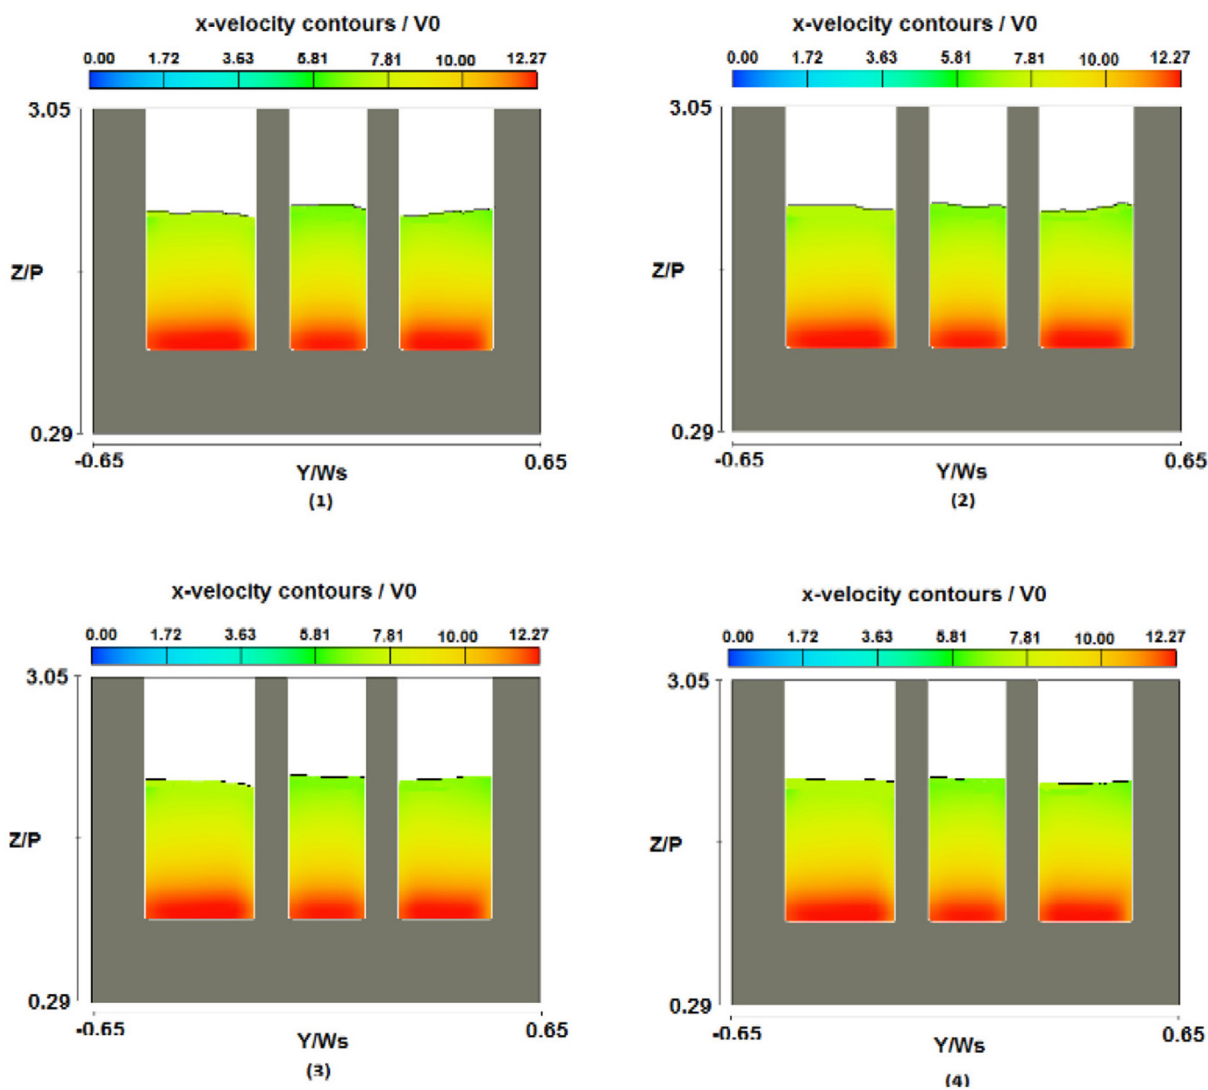 x-velocity contours / V0
0.00 1.72 3.63 5.81 7.81 10.00 12.27
3.05
Z/P
0.29
-0.65 0.65
Y/Ws
(1)
x-velocity contours / V0
0.00 1.72 3.63 5.81 7.81 10.00 12.27
3.05
Z/P
0.29
-0.65 0.65
Y/Ws
(2)
x-velocity contours / V0
0.00 1.72 3.63 5.81 7.81 10.00 12.27
3.05
Z/P
0.29
-0.65 0.65
Y/Ws
(3)
x-velocity contours / V0
0.00 1.72 3.63 5.81 7.81 10.00 12.27
3.05
Z/P
0.29
-0.65 0.65
Y/Ws
(4)